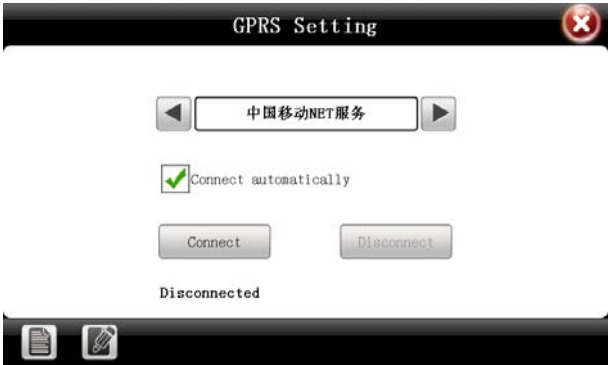 GPRS Setting
中国移动NET服务
Connect automatically
Connect
Disconnect
Disconnected